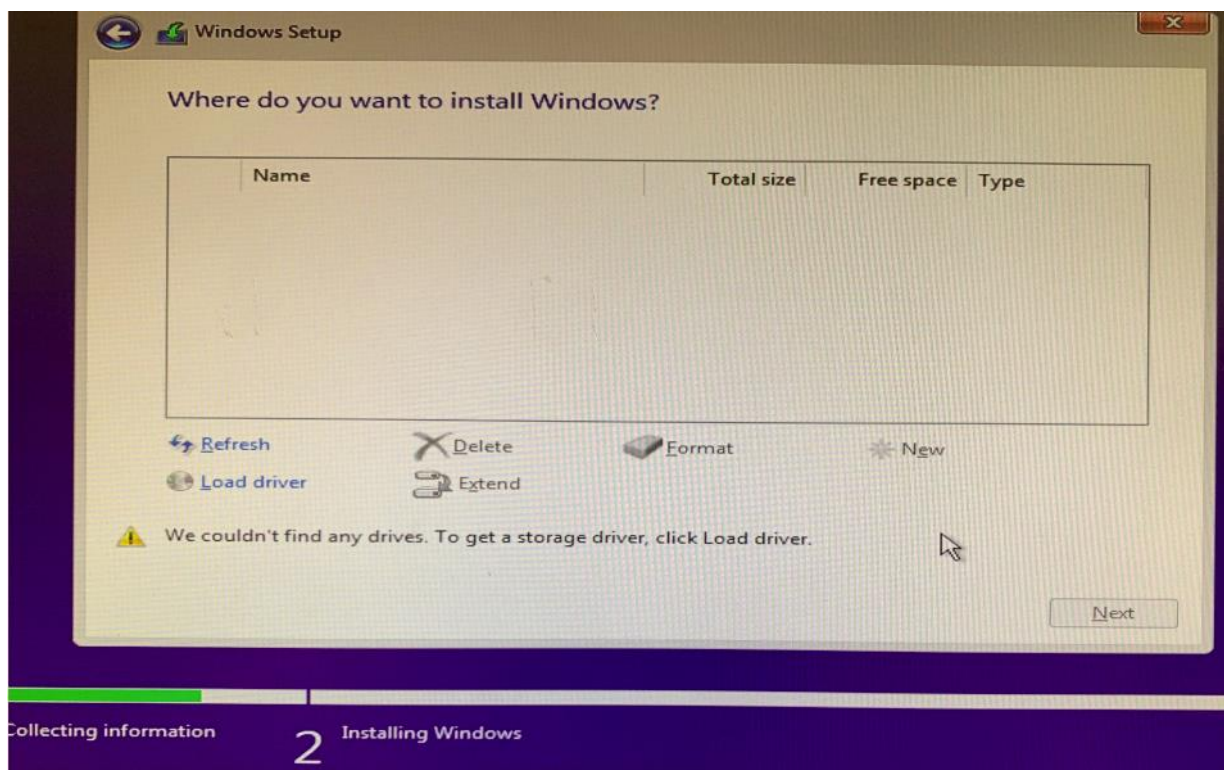 Windows Setup
Where do you want to install Windows?
Name Total size Free space Type
Refresh Delete Format New
Load driver Extend
We couldn't find any drives. To get a storage driver, click Load driver.
Next
Collecting information 2 Installing Windows